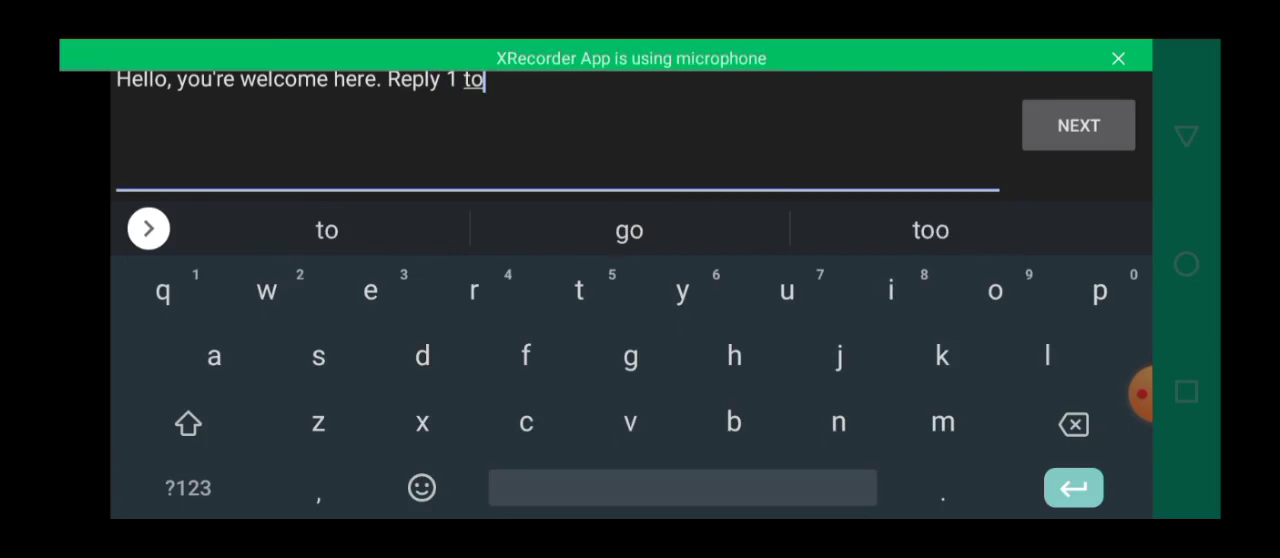 XRecorder App is using microphone
Hello, you're welcome here. Reply 1 to
NEXT
to go too
q 1 w 2 e 3 r 4 t 5 y 6 u 7 i 8 o 9 p 0
a s d f g h j k l
z x c v b n m
?123 , .